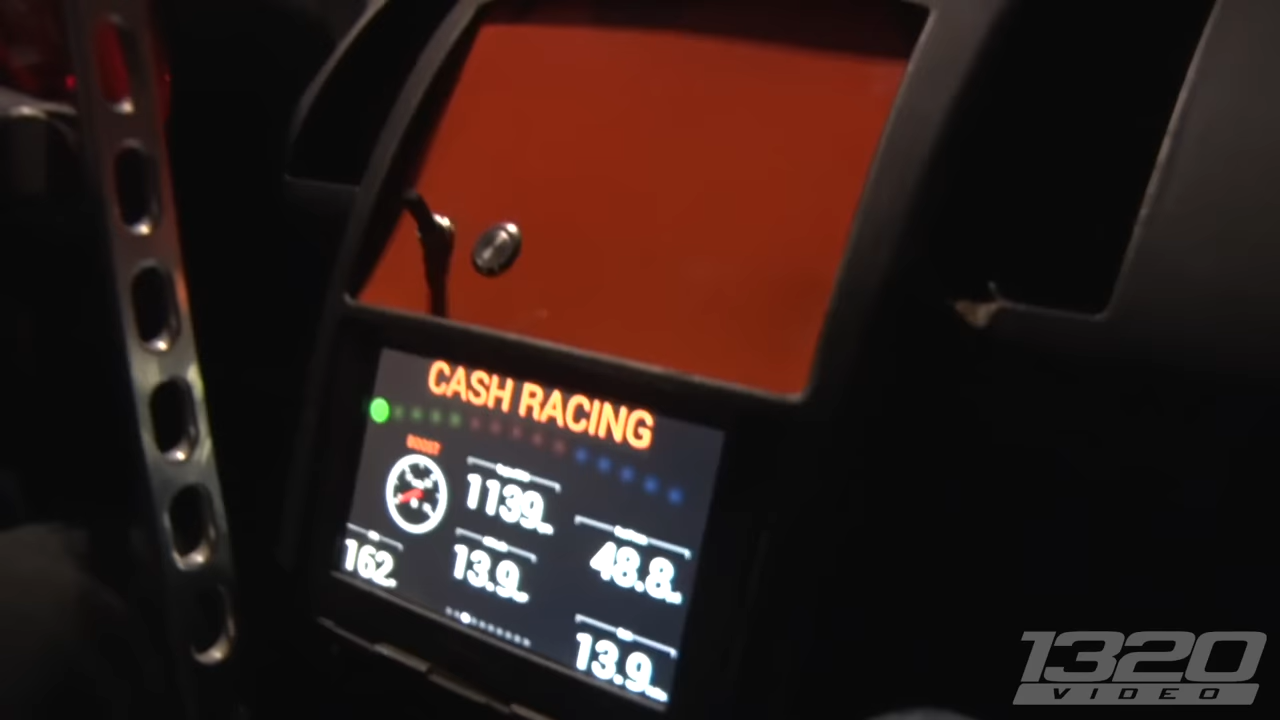 CASH RACING
BOOST
1139
48.8
162
13.9
13.9
1320
VIDEO